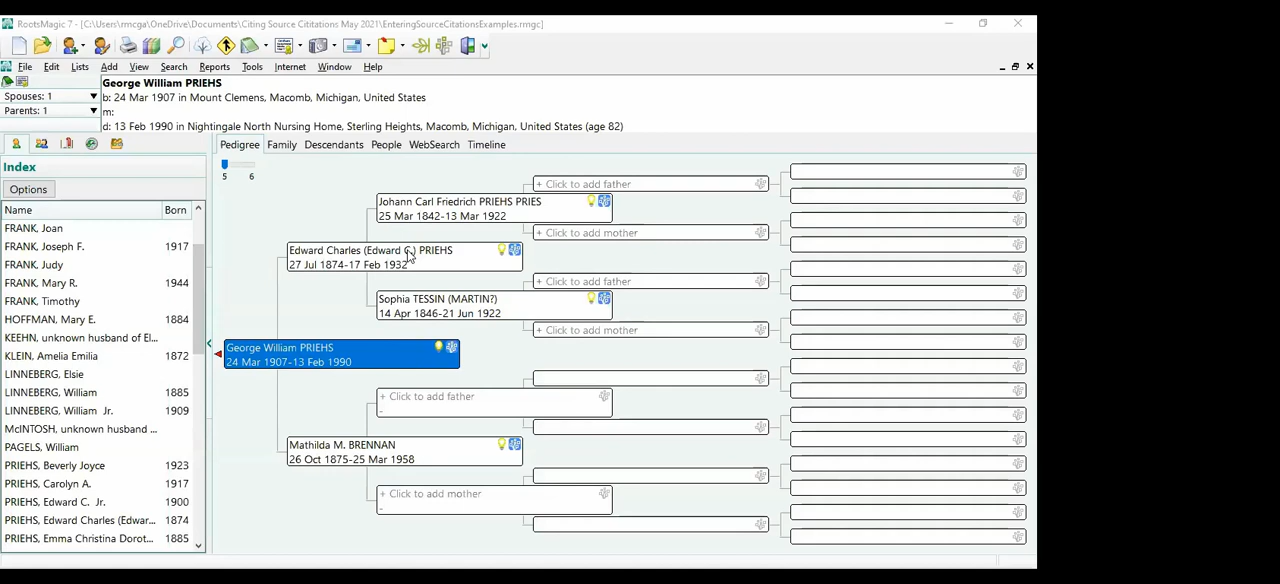 RootsMagic 7 - [C:\Users\rmcga\OneDrive\Documents\Citing Source Cititations May 2021\EnteringSourceCitationsExamples.rmgc]
File Edit Lists Add View Search Reports Tools Internet Window Help
George William PRIEHS
Spouses: 1
b: 24 Mar 1907 in Mount Clemens, Macomb, Michigan, United States
Parents: 1
m:
d: 13 Feb 1990 in Nightingale North Nursing Home, Sterling Heights, Macomb, Michigan, United States (age 82)
Pedigree Family Descendants People WebSearch Timeline
Index
Options
Name Born
FRANK, Joan
FRANK, Joseph F. 1917
FRANK, Judy
FRANK, Mary R. 1944
FRANK, Timothy
HOFFMAN, Mary E. 1884
KEEHN, unknown husband of El...
KLEIN, Amelia Emilia 1872
LINNEBERG, Elsie
LINNEBERG, William 1885
LINNEBERG, William Jr. 1909
McINTOSH, unknown husband ...
PAGELS, William
PRIEHS, Beverly Joyce 1923
PRIEHS, Carolyn A. 1917
PRIEHS, Edward C. Jr. 1900
PRIEHS, Edward Charles (Edwar... 1874
PRIEHS, Emma Christina Dorot... 1885
5 6
+ Click to add father
Johann Carl Friedrich PRIEHS PRIES
25 Mar 1842-13 Mar 1922
+ Click to add mother
Edward Charles (Edward C.) PRIEHS
27 Jul 1874-17 Feb 1932
+ Click to add father
Sophia TESSIN (MARTIN?)
14 Apr 1846-21 Jun 1922
+ Click to add mother
George William PRIEHS
24 Mar 1907-13 Feb 1990
+ Click to add father
-
Mathilda M. BRENNAN
26 Oct 1875-25 Mar 1958
+ Click to add mother
-